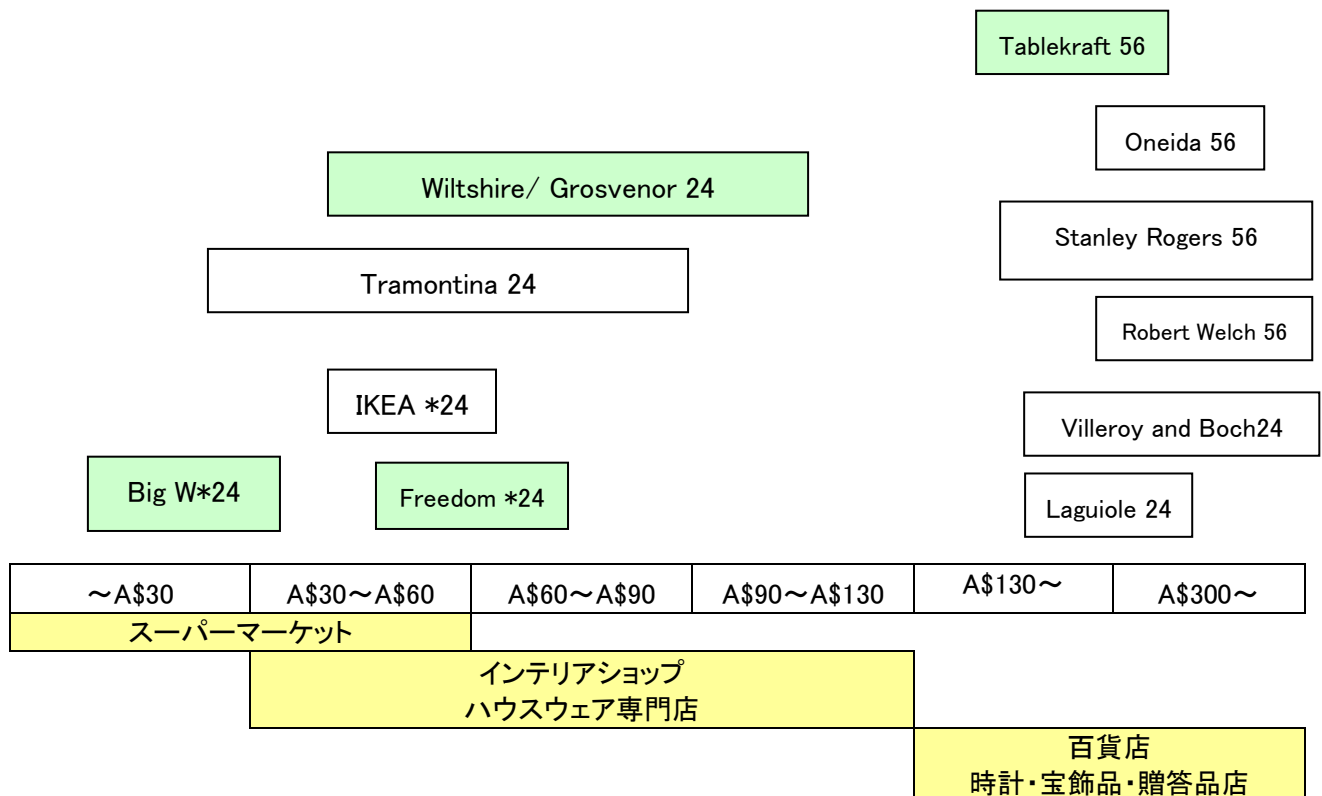 Tablekraft 56
Oneida 56
Wiltshire/ Grosvenor 24
Stanley Rogers 56
Tramontina 24
Robert Welch 56
IKEA *24
Villeroy and Boch24
Big W*24
Freedom *24
Laguiole 24
～A$30
A$30～A$60
A$60～A$90
A$90～A$130
A$130～
A$300～
スーパーマーケット
インテリアショップ
ハウスウェア専門店
百貨店
時計・宝飾品・贈答品店